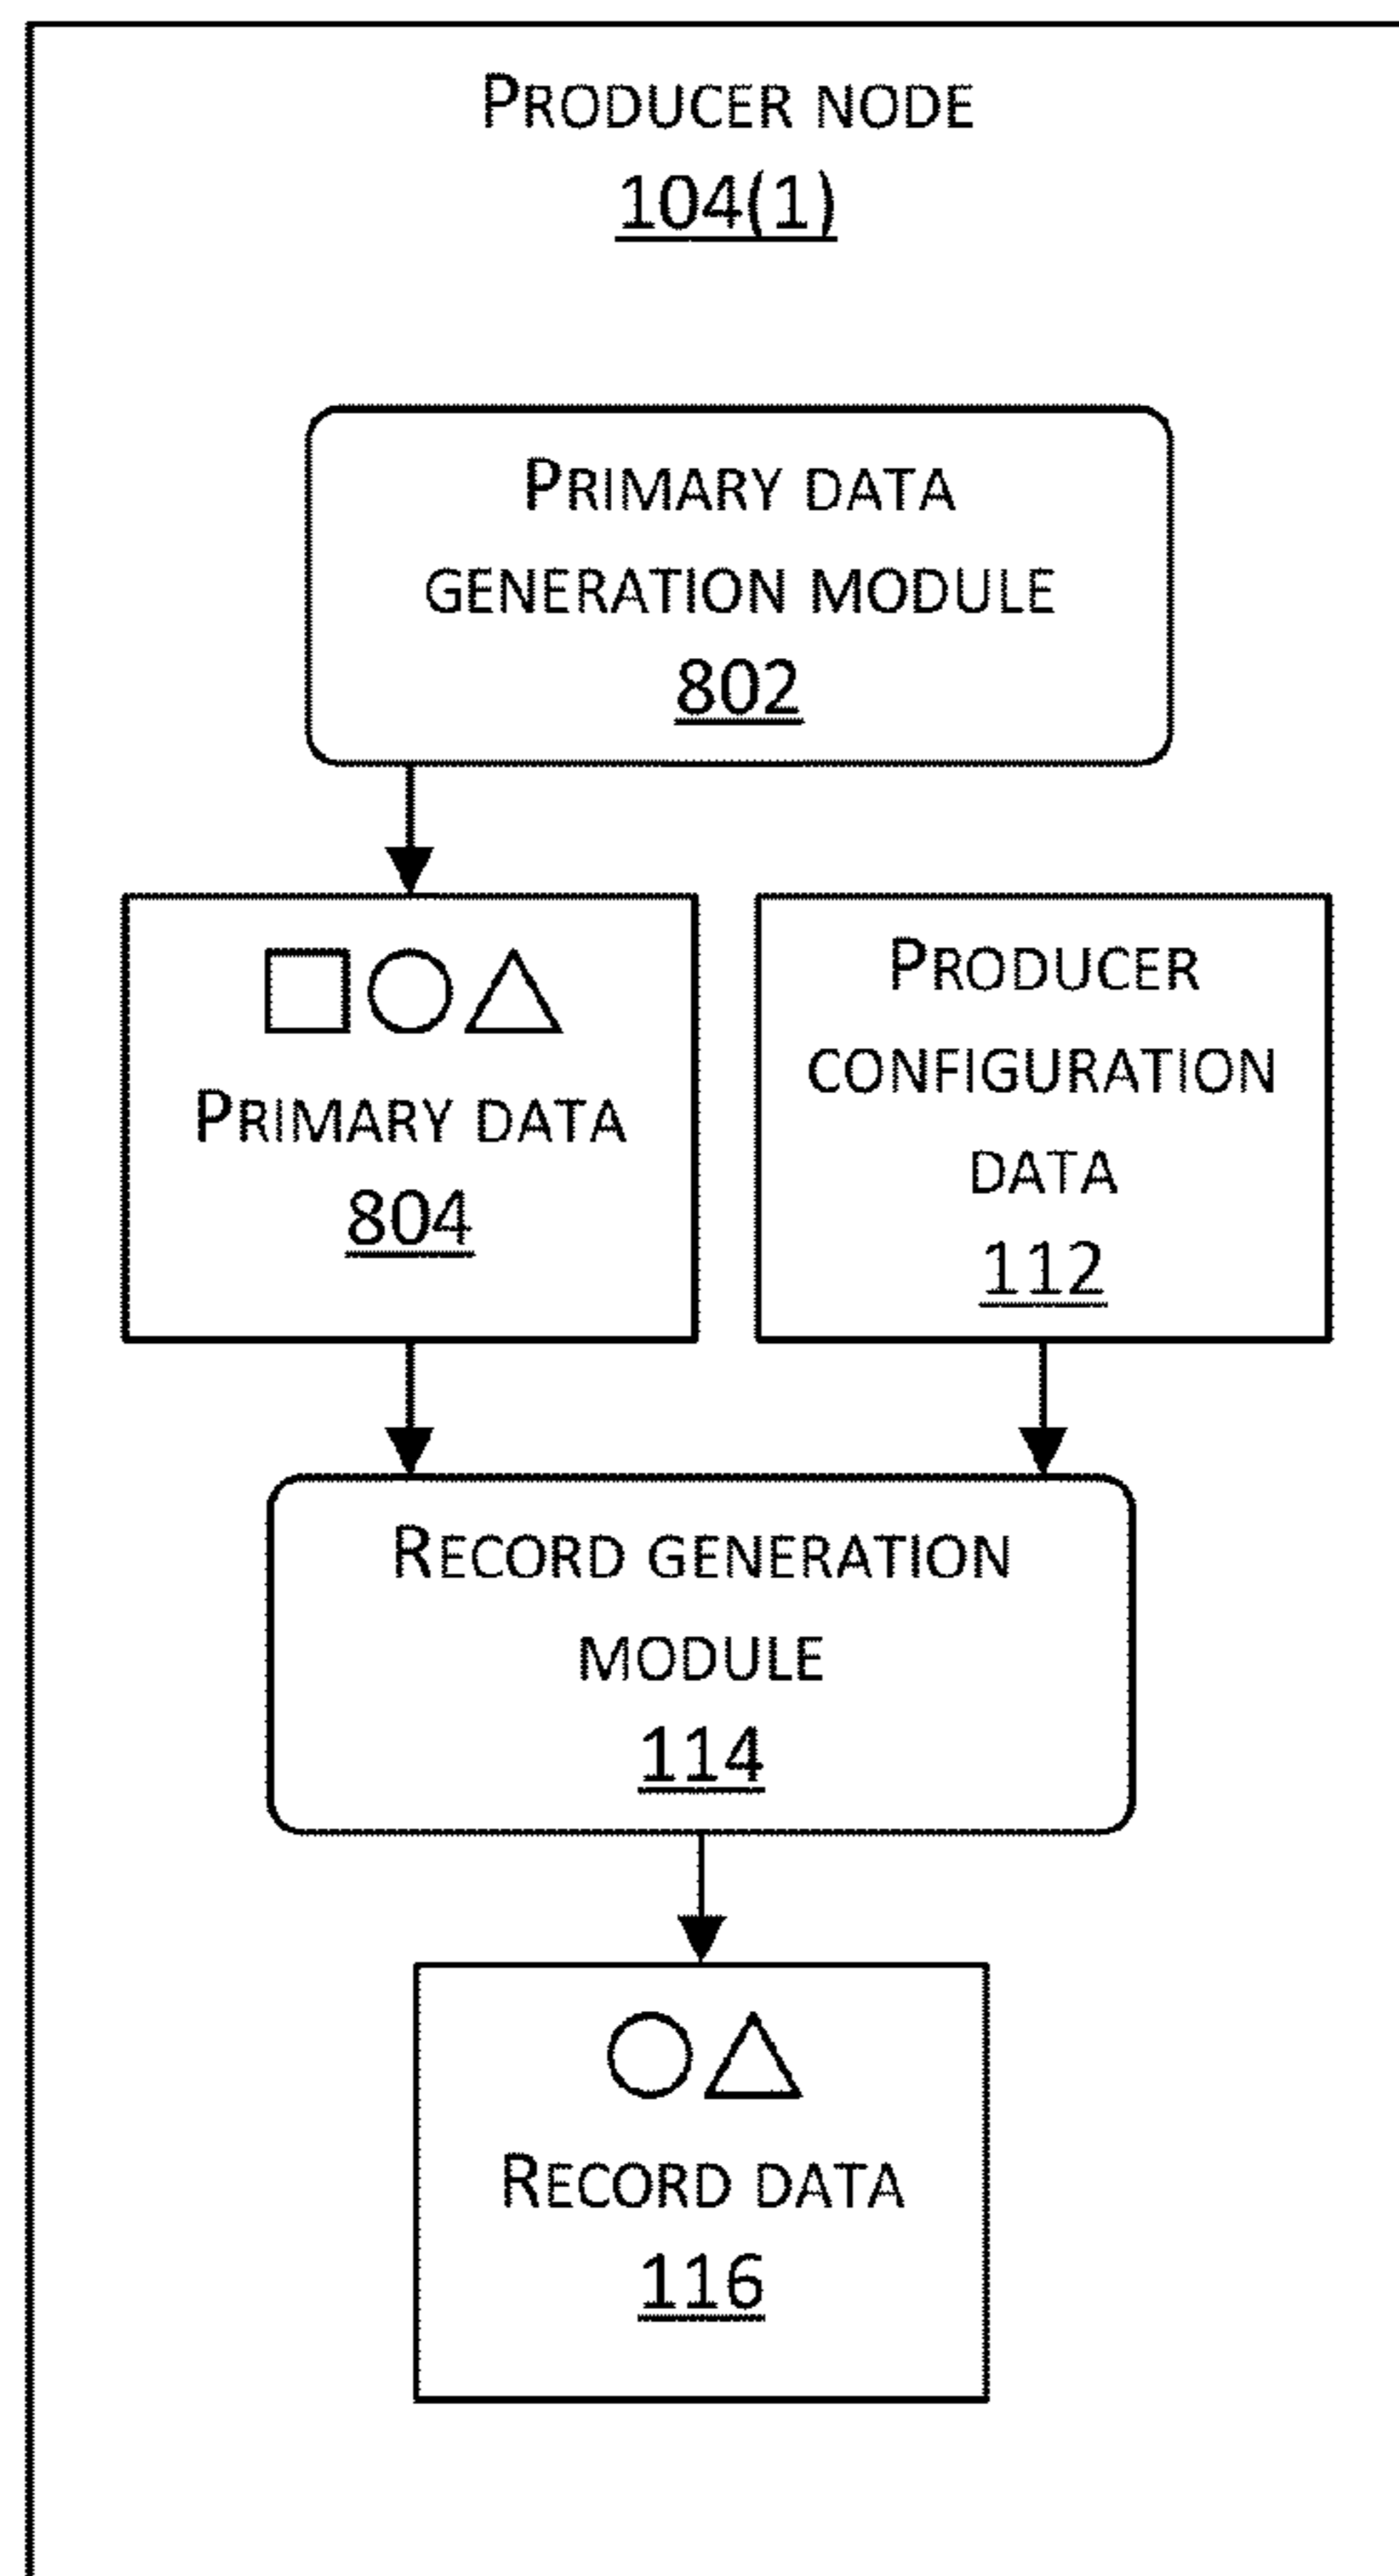 PRODUCER NODE
104(1)
PRIMARY DATA
GENERATION MODULE
802
PRIMARY DATA
804
PRODUCER
CONFIGURATION
DATA
112
RECORD GENERATION
MODULE
114
RECORD DATA
116